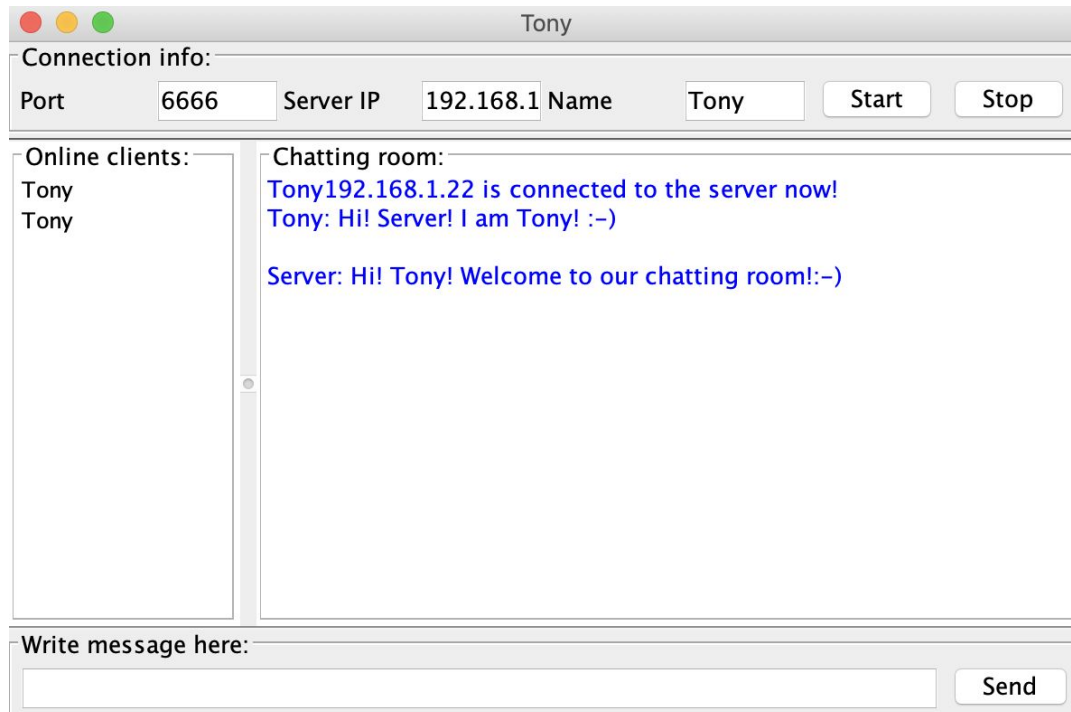 Tony
Connection info:
Port 6666 Server IP 192.168.1 Name Tony Start Stop
Online clients:
Tony
Tony
Chatting room:
Tony192.168.1.22 is connected to the server now!
Tony: Hi! Server! I am Tony! :-)
Server: Hi! Tony! Welcome to our chatting room!:-)
Write message here:
Send